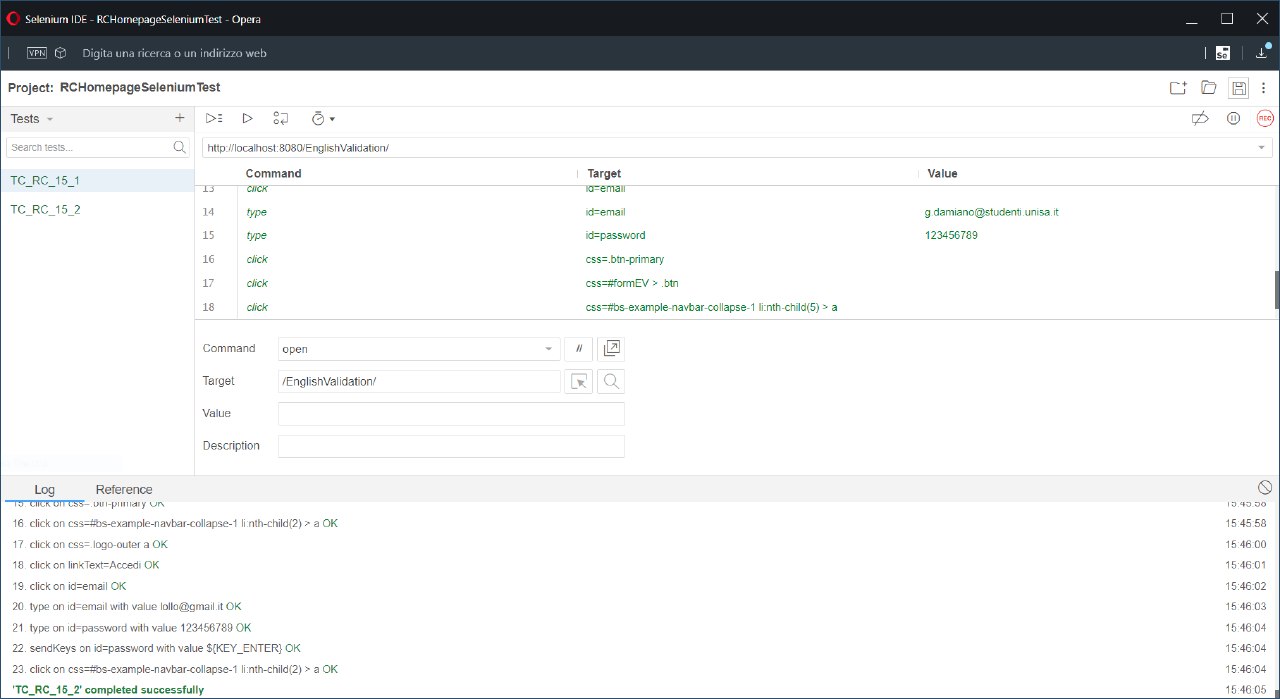 Selenium IDE - RCHomepageSeleniumTest - Opera
VPN Digita una ricerca o un indirizzo web Se
Project: RCHomepageSeleniumTest
Tests + REC
Search tests... http://localhost:8080/EnglishValidation/
Command Target Value
TC_RC_15_1
TC_RC_15_2
13 click id=email
14 type id=email g.damiano@studenti.unisa.it
15 type id=password 123456789
16 click css=.btn-primary
17 click css=#formEV > .btn
18 click css=#bs-example-navbar-collapse-1 li:nth-child(5) > a
Command open //
Target /EnglishValidation/
Value
Description
Log Reference
15. click on css=.btn-primary OK 15:45:58
16. click on css=#bs-example-navbar-collapse-1 li:nth-child(2) > a OK 15:45:58
17. click on css=.logo-outer a OK 15:46:00
18. click on linkText=Accedi OK 15:46:01
19. click on id=email OK 15:46:02
20. type on id=email with value lollo@gmail.it OK 15:46:03
21. type on id=password with value 123456789 OK 15:46:04
22. sendKeys on id=password with value ${KEY_ENTER} OK 15:46:04
23. click on css=#bs-example-navbar-collapse-1 li:nth-child(2) > a OK 15:46:04
'TC_RC_15_2' completed successfully 15:46:05